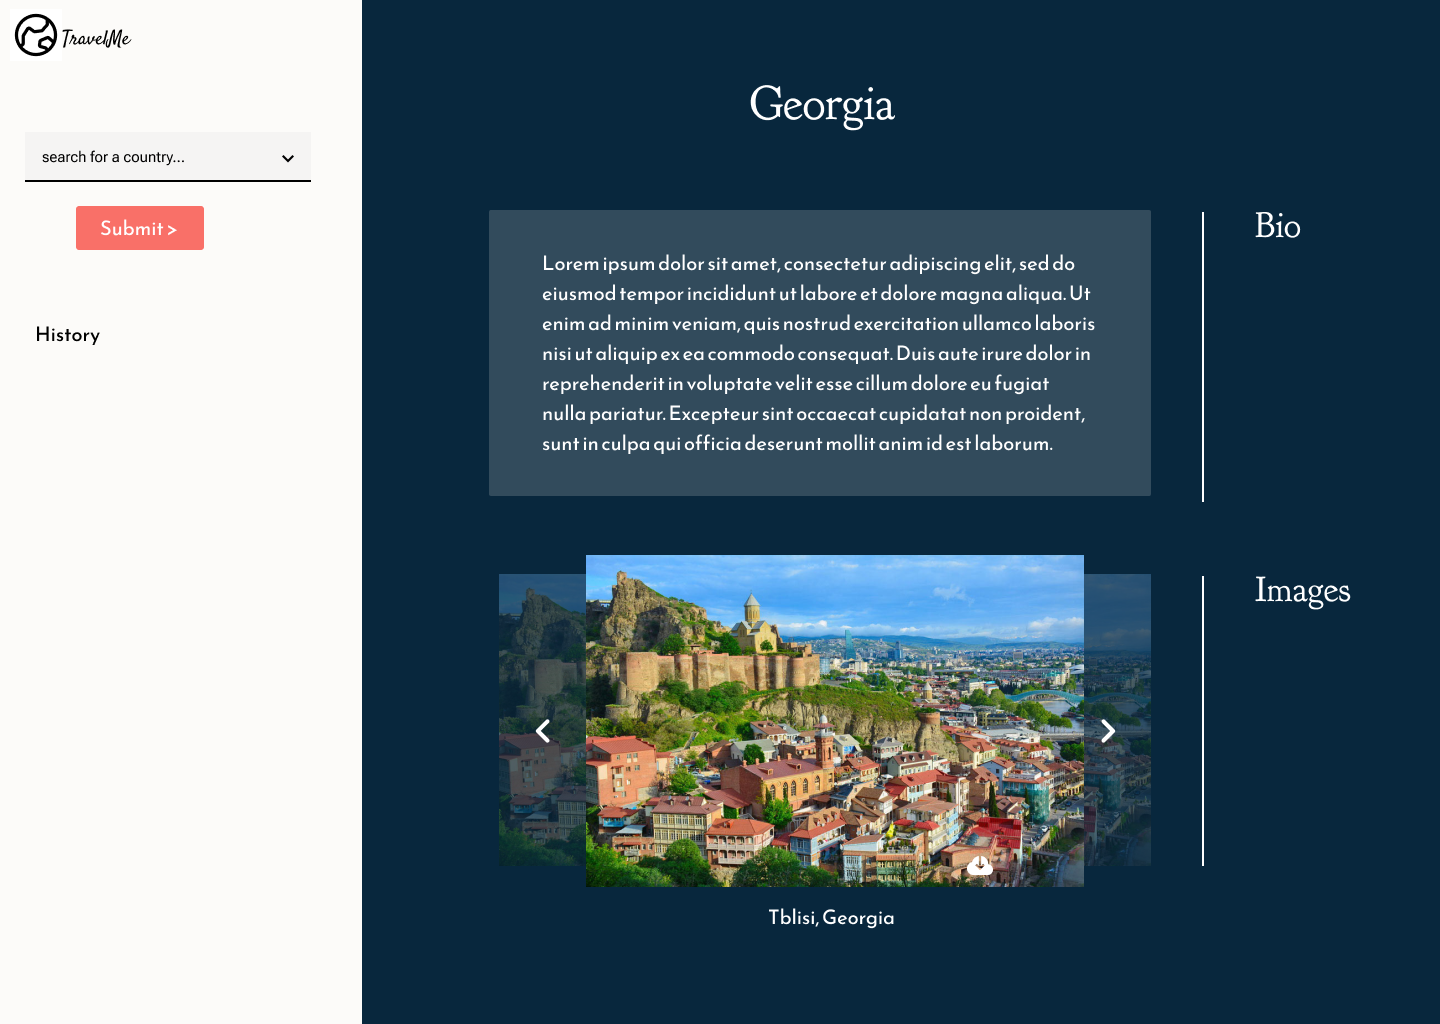 TravelMe
search for a country...
Submit >
History
Georgia
Lorem ipsum dolor sit amet, consectetur adipiscing elit, sed do
eiusmod tempor incididunt ut labore et dolore magna aliqua. Ut
enim ad minim veniam, quis nostrud exercitation ullamco laboris
nisi ut aliquip ex ea commodo consequat. Duis aute irure dolor in
reprehenderit in voluptate velit esse cillum dolore eu fugiat
nulla pariatur. Excepteur sint occaecat cupidatat non proident,
sunt in culpa qui officia deserunt mollit anim id est laborum.
Bio
Images
Tblisi, Georgia